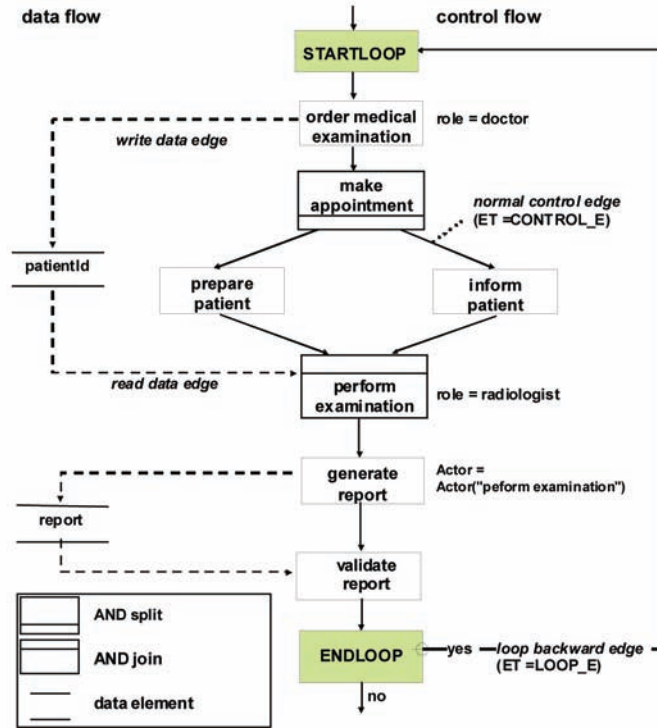 data flow
control flow
STARTLOOP
order medical
examination
role = doctor
write data edge
make
appointment
normal control edge
(ET =CONTROL_E)
patientId
prepare
patient
inform
patient
read data edge
perform
examination
role = radiologist
generate
report
Actor =
Actor("peform examination")
report
validate
report
AND split
AND join
data element
ENDLOOP
yes
loop backward edge
(ET =LOOP_E)
no